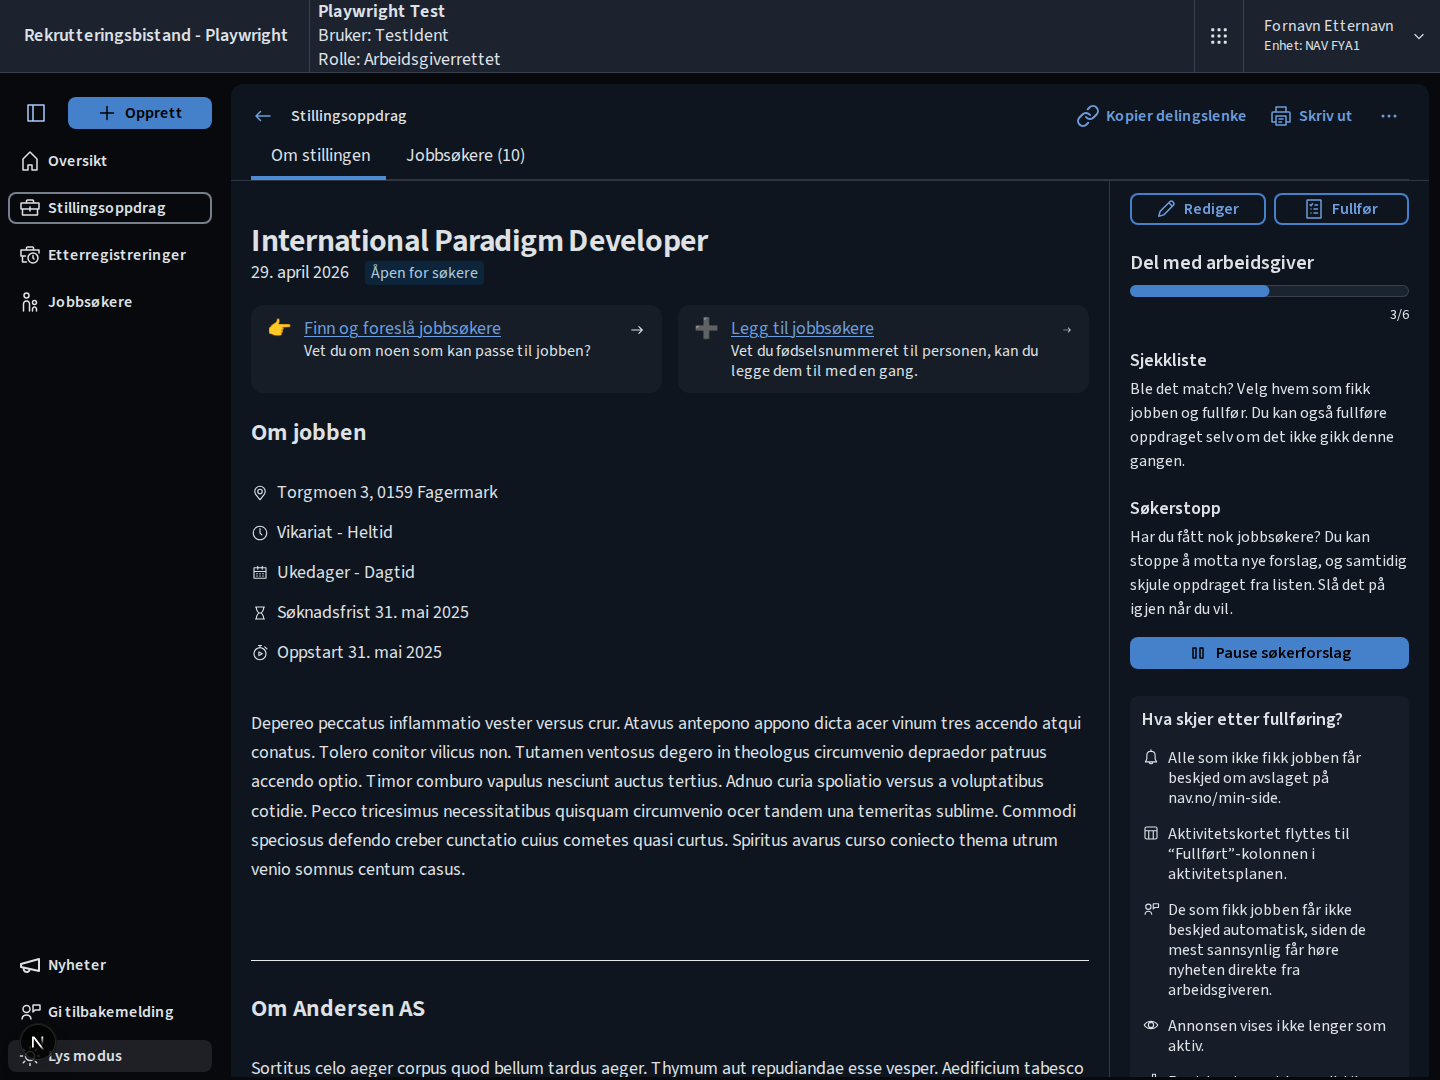 Rekrutteringsbistand - Playwright
Playwright Test
Bruker: TestIdent
Rolle: Arbeidsgiverrettet
Fornavn Etternavn
Enhet: NAV FYA1
Opprett
Oversikt
Stillingsoppdrag
Etterregistreringer
Jobbsøkere
Nyheter
Gi tilbakemelding
N
Lys modus
Stillingsoppdrag
Kopier delingslenke
Skriv ut
Om stillingen
Jobbsøkere (10)
International Paradigm Developer
29. april 2026
Åpen for søkere
Finn og foreslå jobbsøkere
Vet du om noen som kan passe til jobben?
Legg til jobbsøkere
Vet du fødselsnummeret til personen, kan du
legge dem til med en gang.
Om jobben
Torgmoen 3, 0159 Fagermark
Vikariat - Heltid
Ukedager - Dagtid
Søknadsfrist 31. mai 2025
Oppstart 31. mai 2025
Depereo peccatus inflammatio vester versus crur. Atavus antepono appono dicta acer vinum tres accendo atqui
conatus. Tolero conitor vilicus non. Tutamen ventosus degero in theologus circumvenio depraedor patruus
accendo optio. Timor comburo vapulus nesciunt auctus tertius. Adnuo curia spoliatio versus a voluptatibus
cotidie. Pecco tricesimus necessitatibus quisquam circumvenio ocer tandem una temeritas sublime. Commodi
speciosus defendo creber cunctatio cuius cometes quasi curtus. Spiritus avarus curso coniecto thema utrum
venio somnus centum casus.
Om Andersen AS
Sortitus celo aeger corpus quod bellum tardus aeger. Thymum aut repudiandae esse vesper. Aedificium tabesco
Rediger
Fullfør
Del med arbeidsgiver
3/6
Sjekkliste
Ble det match? Velg hvem som fikk
jobben og fullfør. Du kan også fullføre
oppdraget selv om det ikke gikk denne
gangen.
Søkerstopp
Har du fått nok jobbsøkere? Du kan
stoppe å motta nye forslag, og samtidig
skjule oppdraget fra listen. Slå det på
igjen når du vil.
Pause søkerforslag
Hva skjer etter fullføring?
Alle som ikke fikk jobben får
beskjed om avslaget på
nav.no/min-side.
Aktivitetskortet flyttes til
“Fullført”-kolonnen i
aktivitetsplanen.
De som fikk jobben får ikke
beskjed automatisk, siden de
mest sannsynlig får høre
nyheten direkte fra
arbeidsgiveren.
Annonsen vises ikke lenger som
aktiv.